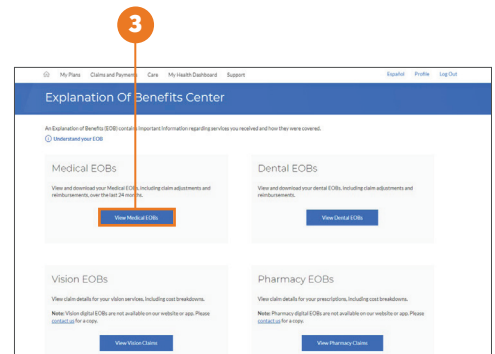 3
My Plans Claims and Payments Care My Health Dashboard Support Español Profile Log Out
Explanation Of Benefits Center
An Explanation of Benefits (EOB) contains important information regarding services you received and how they were covered.
Understand your EOB
Medical EOBs
View and download your Medical EOBs, including claim adjustments and
reimbursements, over the last 24 months.
View Medical EOBs
Dental EOBs
View and download your dental EOBs, including claim adjustments and
reimbursements.
View Dental EOBs
Vision EOBs
View claim details for your vision services, including cost breakdowns.
Note: Vision digital EOBs are not available on our website or app. Please
contact us for a copy.
View Vision Claims
Pharmacy EOBs
View claim details for your prescriptions, including cost breakdowns.
Note: Pharmacy digital EOBs are not available on our website or app. Please
contact us for a copy.
View Pharmacy Claims